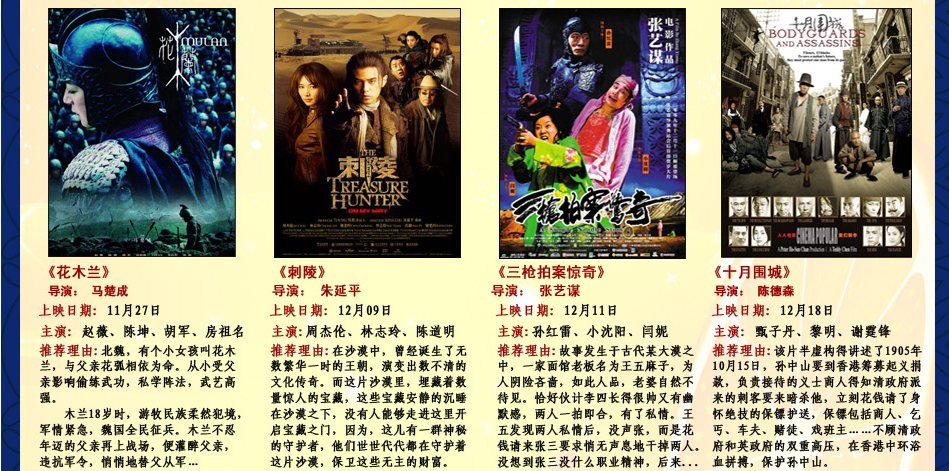 花木兰
MULAN
THE
刺陵
TREASURE
HUNTER
电影作品
张艺谋
三枪拍案惊奇
十月围城
BODYGUARDS
AND ASSASSINS
人人电影
CINEMA POPULAR
A Peter Ho-Sun Chan Production
A Teddy Chen Film
《花木兰》
导演： 马楚成
上映日期: 11月27日
主演: 赵薇、陈坤、胡军、房祖名
推荐理由:北魏，有个小女孩叫花木
兰，与父亲花弧相依为命。从小受父
亲影响偷练武功，私学阵法，武艺高
强。
木兰18岁时，游牧民族柔然犯境，
军情紧急，魏国全民征兵。木兰不忍
年迈的父亲再上战场，便灌醉父亲，
违抗军令，悄悄地替父从军…
《刺陵》
导演： 朱延平
上映日期: 12月09日
主演:周杰伦、林志玲、陈道明
推荐理由:在沙漠中，曾经诞生了无
数繁华一时的王朝，演变出数不清的
文化传奇。而这片沙漠里，埋藏着数
量惊人的宝藏，这些宝藏安静的沉睡
在沙漠之下，没有人能够走进这里开
启宝藏之门，因为，这儿有一群神秘
的守护者，他们世世代代都在守护着
这片沙漠，保卫这些无主的财富。
《三枪拍案惊奇》
导演： 张艺谋
上映日期: 12月11日
主演:孙红雷、小沈阳、闫妮
推荐理由:故事发生于古代某大漠之
中，一家面馆老板名为王五麻子，为
人阴险吝啬，如此人品，老婆自然不
待见。恰好伙计李四长得很帅又有幽
默感，两人一拍即合，有了私情。王
五发现两人私情后，没声张，而是花
钱请来张三要求悄无声息地干掉两人。
没想到张三没什么职业精神，后来...
《十月围城》
导演： 陈德森
上映日期: 12月18日
主演: 甄子丹、黎明、谢霆锋
推荐理由:该片半虚构得讲述了1905年
10月15日，孙中山要到香港筹募起义捐
款，负责接待的义士商人得知清政府派
来的刺客要来暗杀他，立刻花钱请了身
怀绝技的保镖护送，保镖包括商人、乞
丐、车夫、赌徒、戏班主……不顾清政
府和英政府的双重高压，在香港中环浴
血拼搏，保护孙中山。